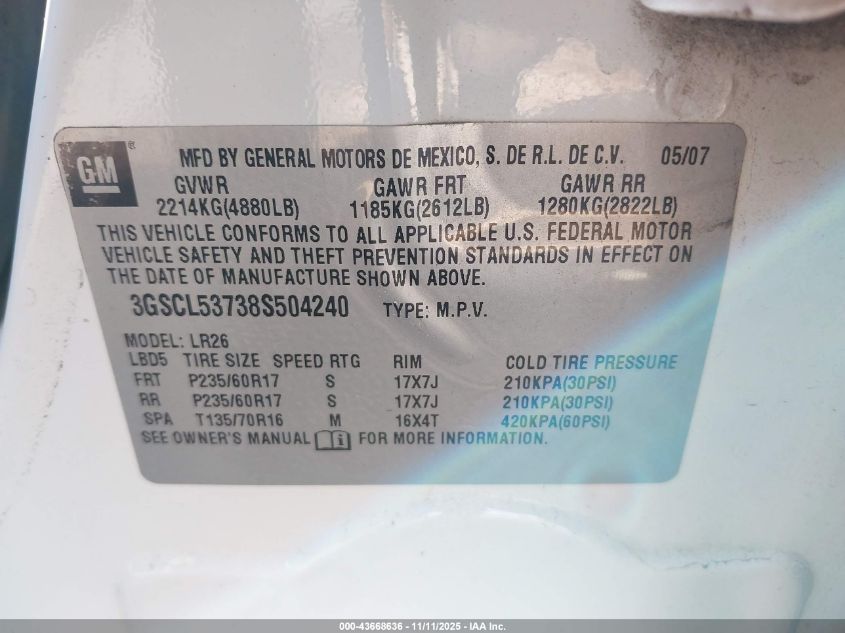 GM
®
MFD BY GENERAL MOTORS DE MEXICO, S. DE R.L. DE C.V. 05/07
GVWR GAWR FRT GAWR RR
2214KG(4880LB) 1185KG(2612LB) 1280KG(2822LB)
THIS VEHICLE CONFORMS TO ALL APPLICABLE U.S. FEDERAL MOTOR
VEHICLE SAFETY AND THEFT PREVENTION STANDARDS IN EFFECT ON
THE DATE OF MANUFACTURE SHOWN ABOVE.
3GSCL53738S504240 TYPE: M.P.V.
MODEL: LR26
LBD5 TIRE SIZE SPEED RTG RIM COLD TIRE PRESSURE
FRT P235/60R17 S 17X7J 210KPA(30PSI)
RR P235/60R17 S 17X7J 210KPA(30PSI)
SPA T135/70R16 M 16X4T 420KPA(60PSI)
SEE OWNER'S MANUAL i FOR MORE INFORMATION.
000-43668636 - 11/11/2025 - IAA Inc.